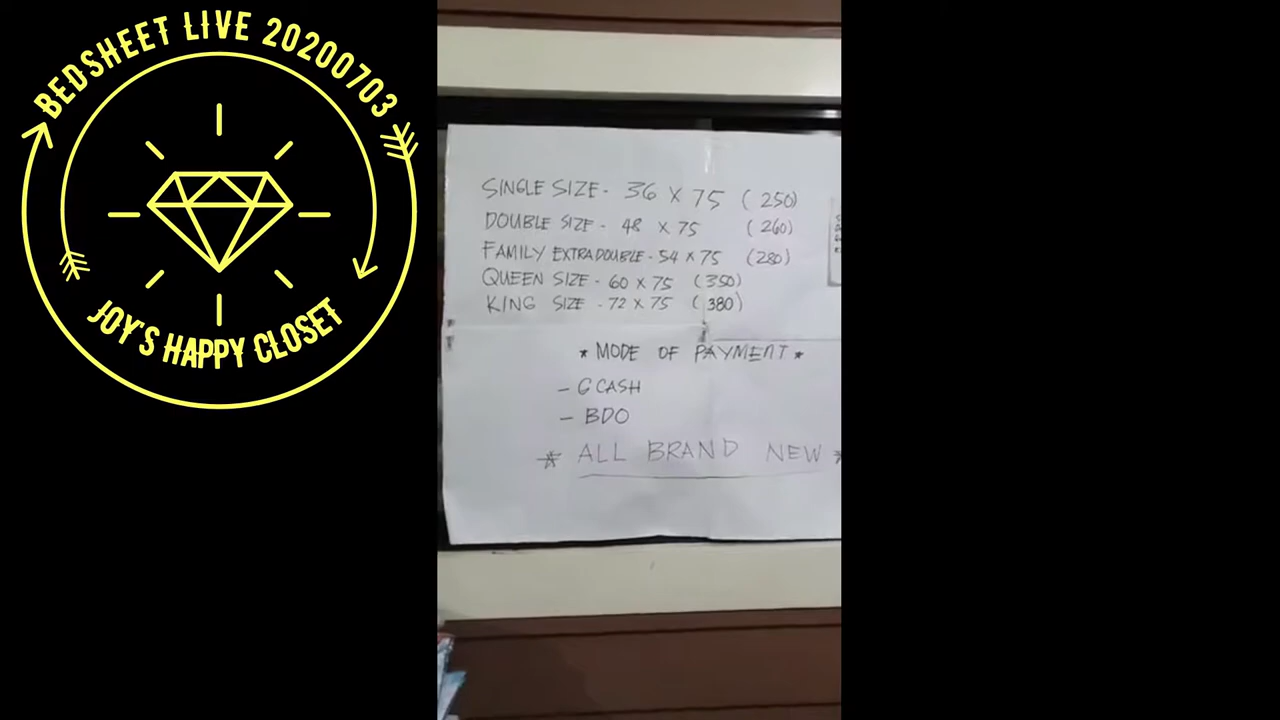 BEDSHEET LIVE 20200703
JOY'S HAPPY CLOSET
SINGLE SIZE - 36 X 75 (250)
DOUBLE SIZE - 48 X 75 (260)
FAMILY EXTRA DOUBLE - 54 X 75 (280)
QUEEN SIZE - 60 X 75 (350)
KING SIZE - 72 X 75 (380)
* MODE OF PAYMENT *
- GCASH
- BDO
* ALL BRAND NEW *